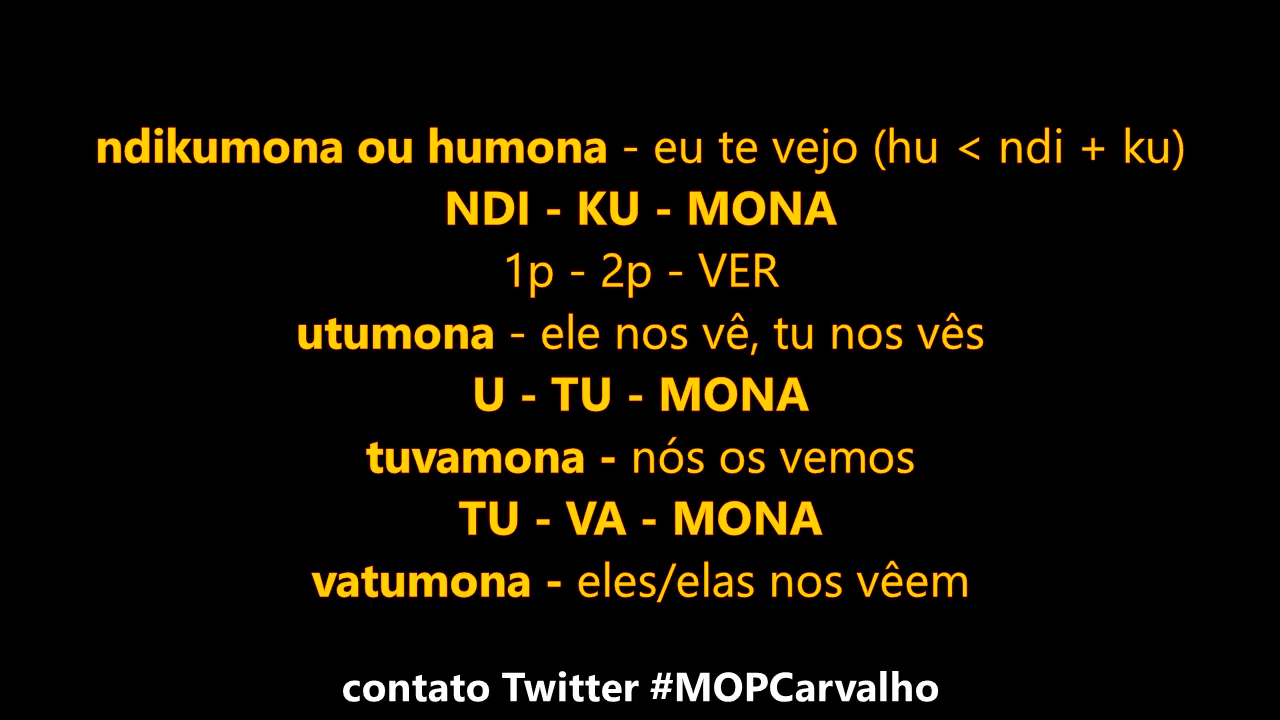 ndikumona ou humona - eu te vejo (hu < ndi + ku)
NDI - KU - MONA
1p - 2p - VER
utumona - ele nos vê, tu nos vês
U - TU - MONA
tuvamona - nós os vemos
TU - VA - MONA
vatumona - eles/elas nos vêem
contato Twitter #MOPCarvalho